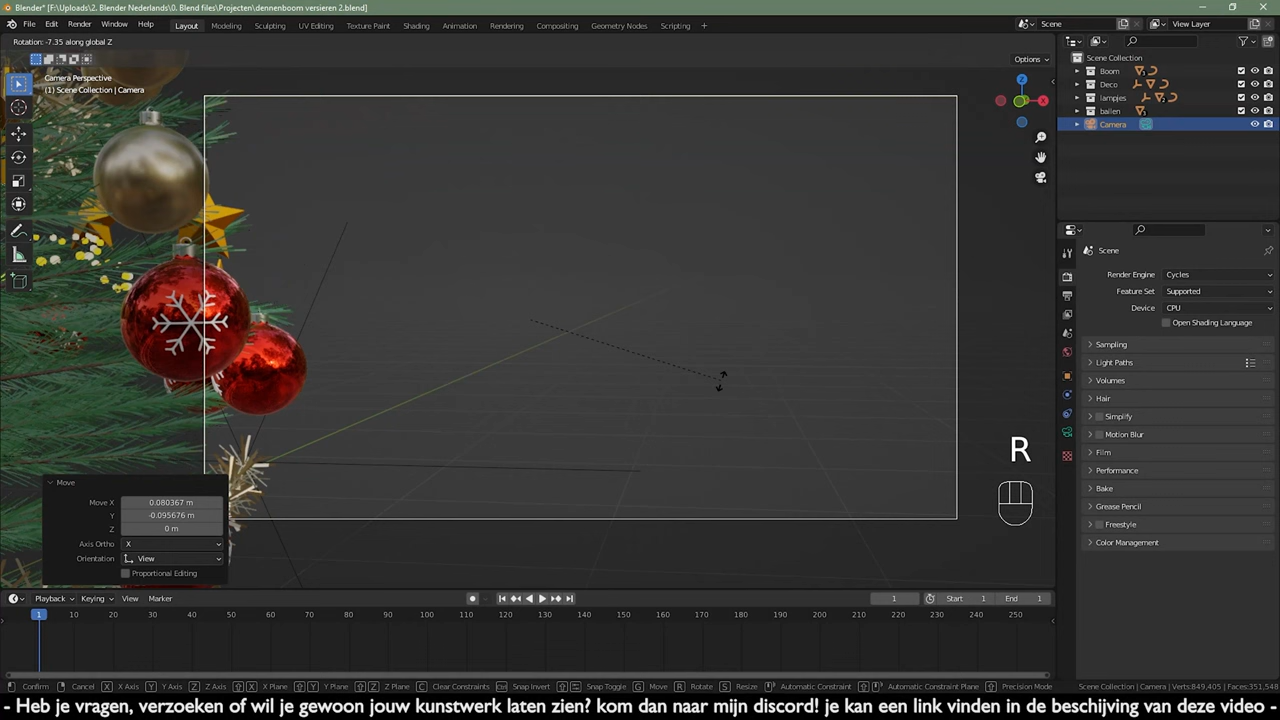 Blender* [F:\Uploads\2. Blender Nederlands\0. Blend files\Projecten\dennenboom versieren 2.blend]
File Edit Render Window Help Layout Modeling Sculpting UV Editing Texture Paint Shading Animation Rendering Compositing Geometry Nodes Scripting + Scene View Layer
Rotation: -7.35 along global Z
Options
Camera Perspective
(1) Scene Collection | Camera
Z
X
Scene Collection
Boom
Deco
lampjes
ballen
Camera
Scene
Render Engine Cycles
Feature Set Supported
Device CPU
Open Shading Language
Sampling
Light Paths
Volumes
Hair
Simplify
Motion Blur
Film
Performance
Bake
Grease Pencil
Freestyle
Color Management
R
Move
Move X 0.080367 m
Y -0.095676 m
Z 0 m
Axis Ortho X
Orientation View
Proportional Editing
Playback Keying View Marker 1 Start 1 End 1
1 10 20 30 40 50 60 70 80 90 100 110 120 130 140 150 160 170 180 190 200 210 220 230 240 250
Confirm Cancel X X Axis Y Y Axis Z Z Axis X X Plane Y Y Plane Z Z Plane C Clear Constraints Snap Invert Snap Toggle G Move R Rotate S Resize Automatic Constraint Automatic Constraint Plane Precision Mode Scene Collection | Camera Verts:849,405 Faces:351,548
- Heb je vragen, verzoeken of wil je gewoon jouw kunstwerk laten zien? kom dan naar mijn discord! je kan een link vinden in de beschrijving van deze video -